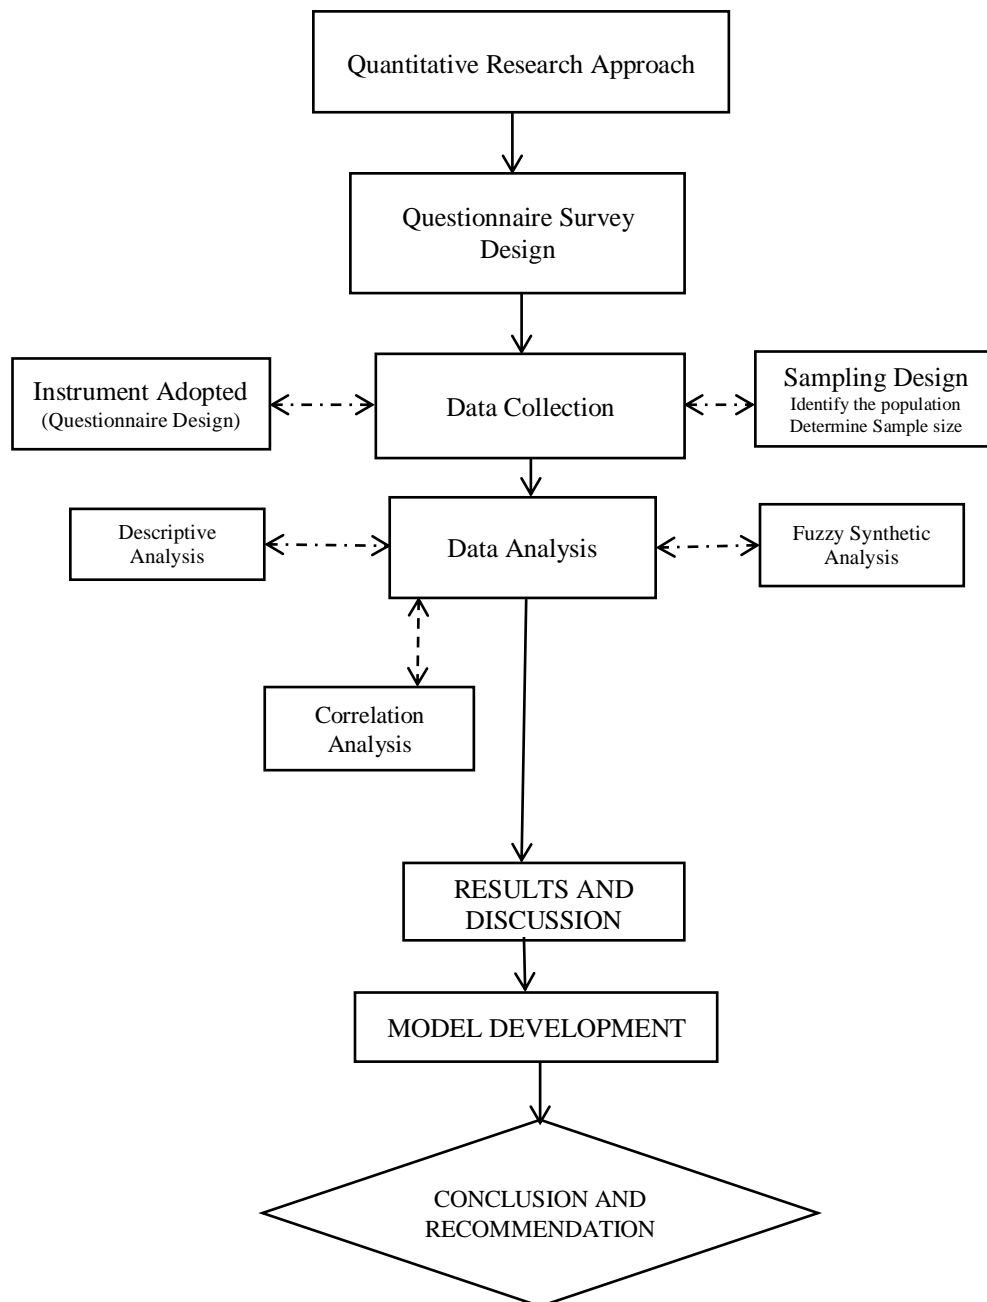 Quantitative Research Approach
Questionnaire Survey
Design
Instrument Adopted
(Questionnaire Design)
Data Collection
Sampling Design
Identify the population
Determine Sample size
Descriptive
Analysis
Data Analysis
Fuzzy Synthetic
Analysis
Correlation
Analysis
RESULTS AND
DISCUSSION
MODEL DEVELOPMENT
CONCLUSION AND
RECOMMENDATION